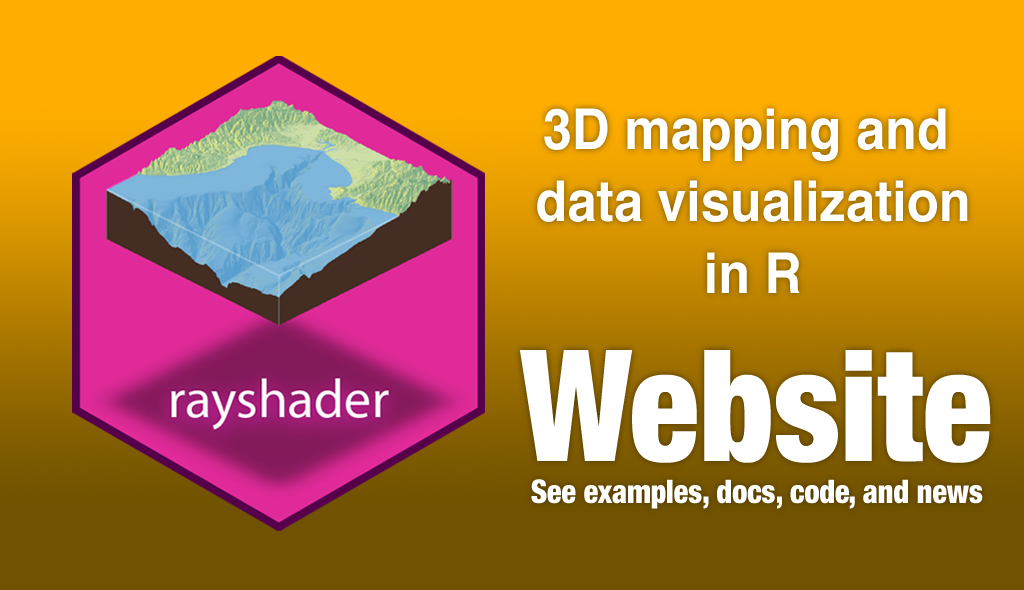 rayshader
3D mapping and
data visualization
in R
Website
See examples, docs, code, and news